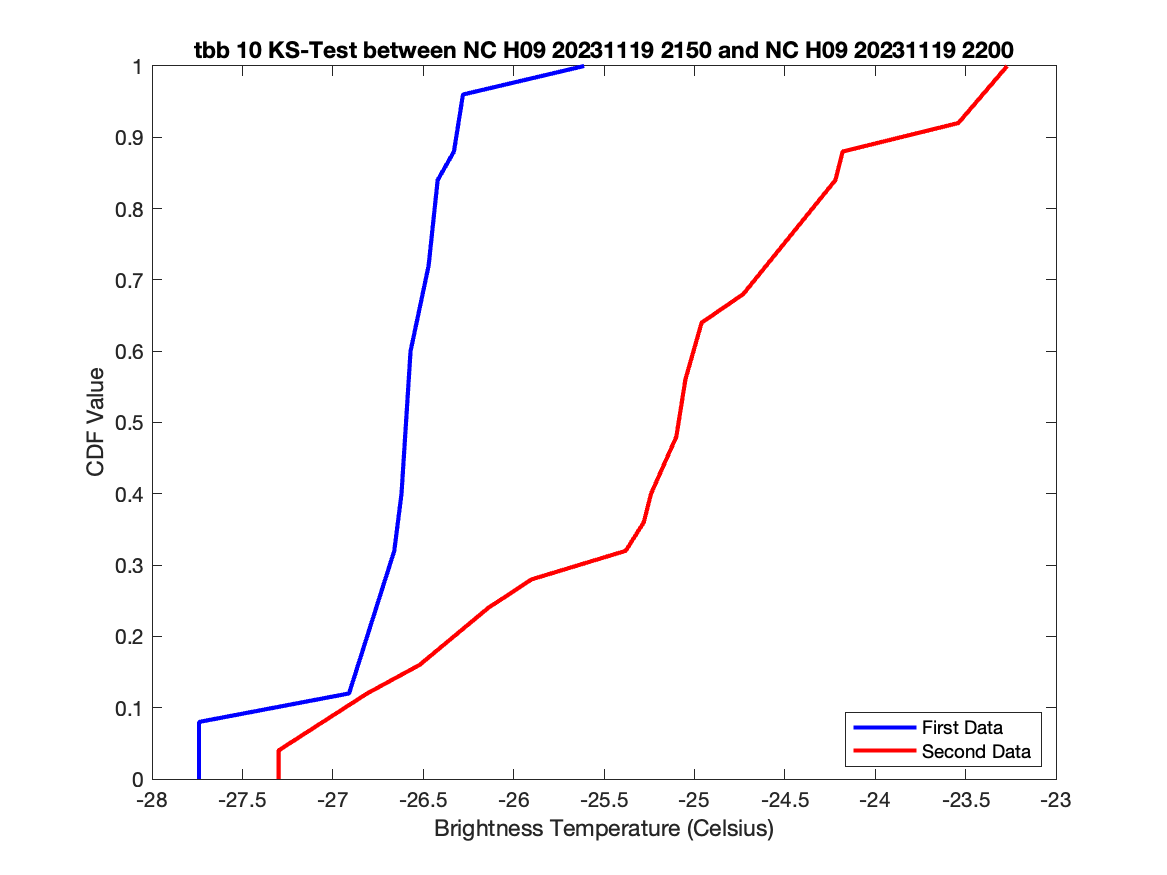 tbb 10 KS-Test between NC H09 20231119 2150 and NC H09 20231119 2200
1
0.9
0.8
0.7
0.6
0.5
0.4
0.3
0.2
0.1
0
CDF Value
First Data
Second Data
-28 -27.5 -27 -26.5 -26 -25.5 -25 -24.5 -24 -23.5 -23
Brightness Temperature (Celsius)